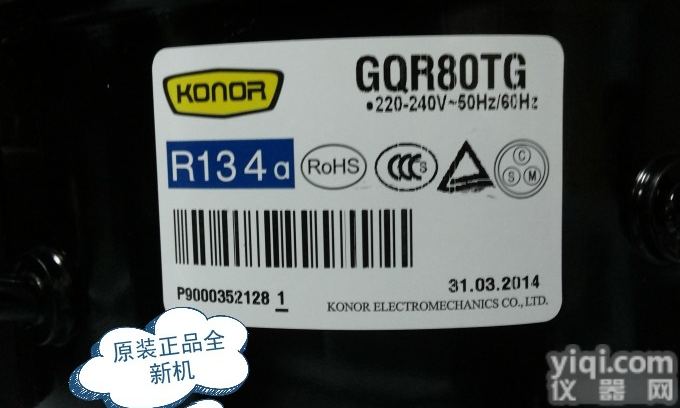 KONOR
GQR80TG
•220-240V~50Hz/60Hz
R134a
RoHS
CCC S
C
S M
P9000352128 1
31.03.2014
KONOR ELECTROMECHANICS CO., LTD.
原装正品全
新机
yiqi.com
仪器网